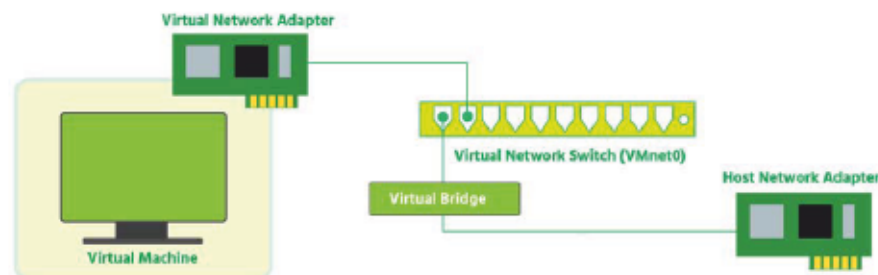 Virtual Network Adapter
Virtual Network Switch (VMnet0)
Host Network Adapter
Virtual Bridge
Virtual Machine